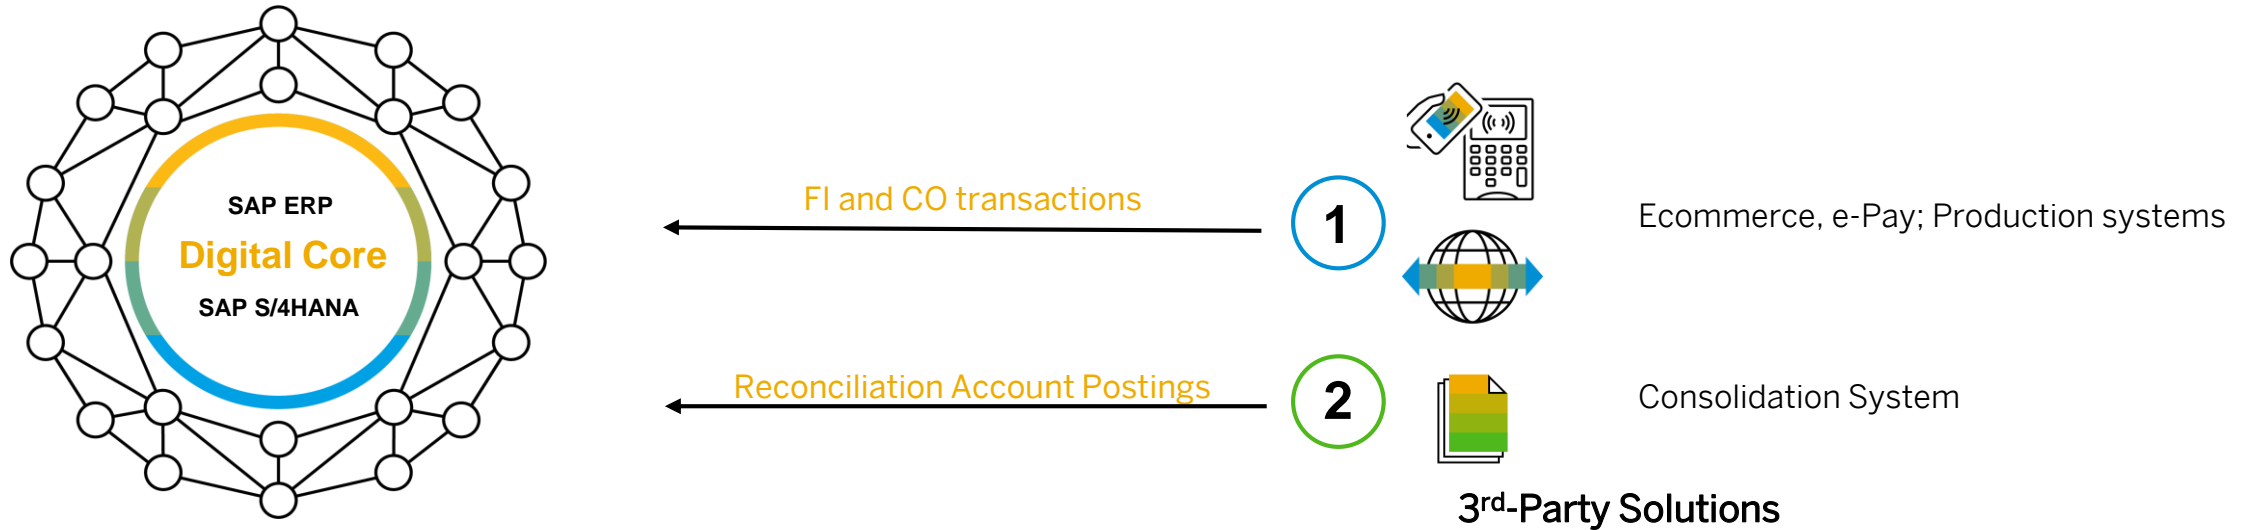 SAP ERP
Digital Core
SAP S/4HANA
FI and CO transactions
1
Ecommerce, e-Pay; Production systems
Reconciliation Account Postings
2
Consolidation System
3rd-Party Solutions